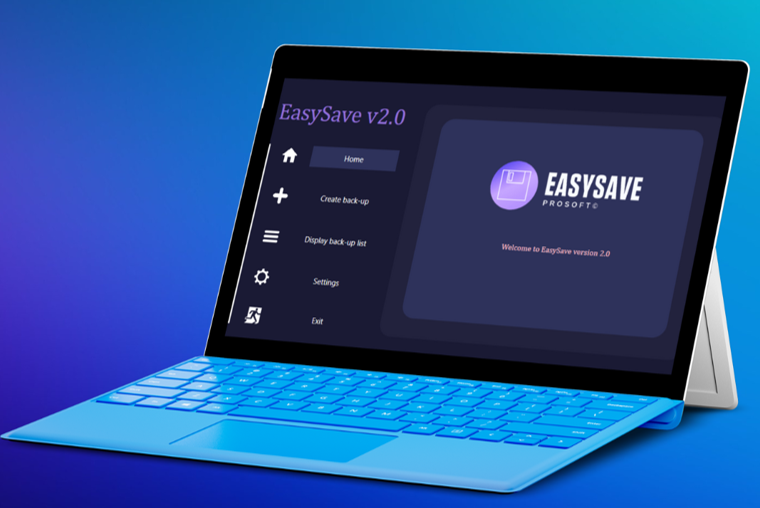 EasySave v2.0
Home
Create back-up
Display back-up list
Settings
Exit
EASYSAVE
PROSOFT©
Welcome to EasySave version 2.0